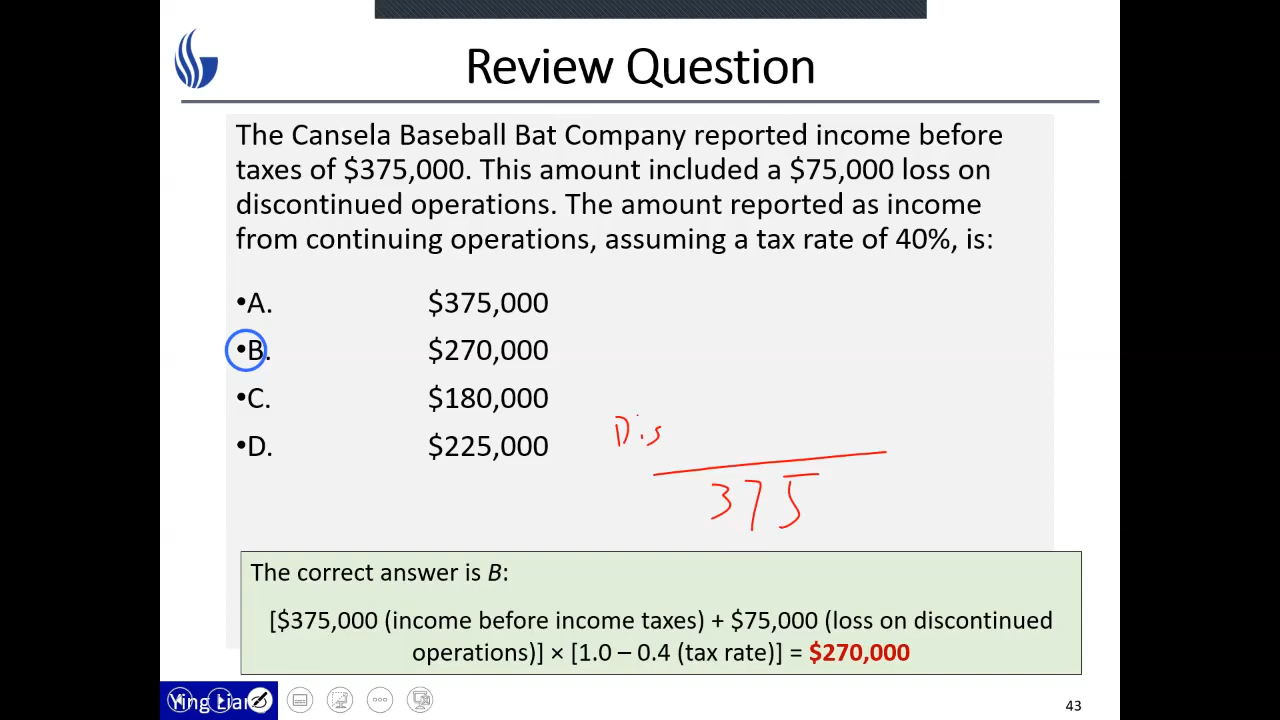 Review Question
The Cansela Baseball Bat Company reported income before
taxes of $375,000. This amount included a $75,000 loss on
discontinued operations. The amount reported as income
from continuing operations, assuming a tax rate of 40%, is:
•A. $375,000
•B. $270,000
•C. $180,000
•D. $225,000
Dis
375
The correct answer is B:
[$375,000 (income before income taxes) + $75,000 (loss on discontinued
operations)] × [1.0 – 0.4 (tax rate)] = $270,000
Ying
43